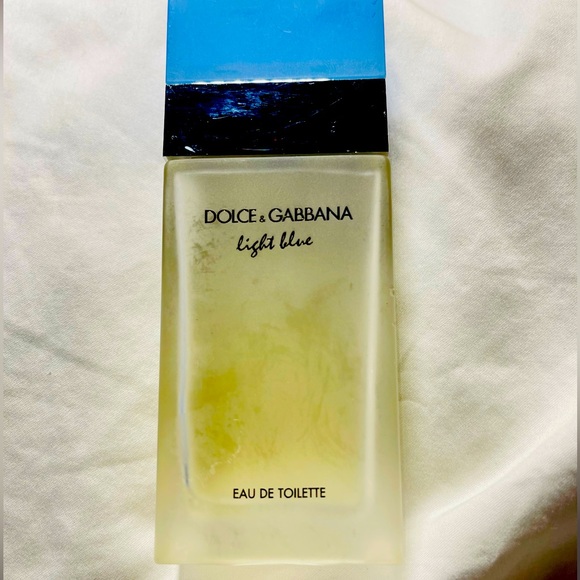 DOLCE & GABBANA
light blue
EAU DE TOILETTE